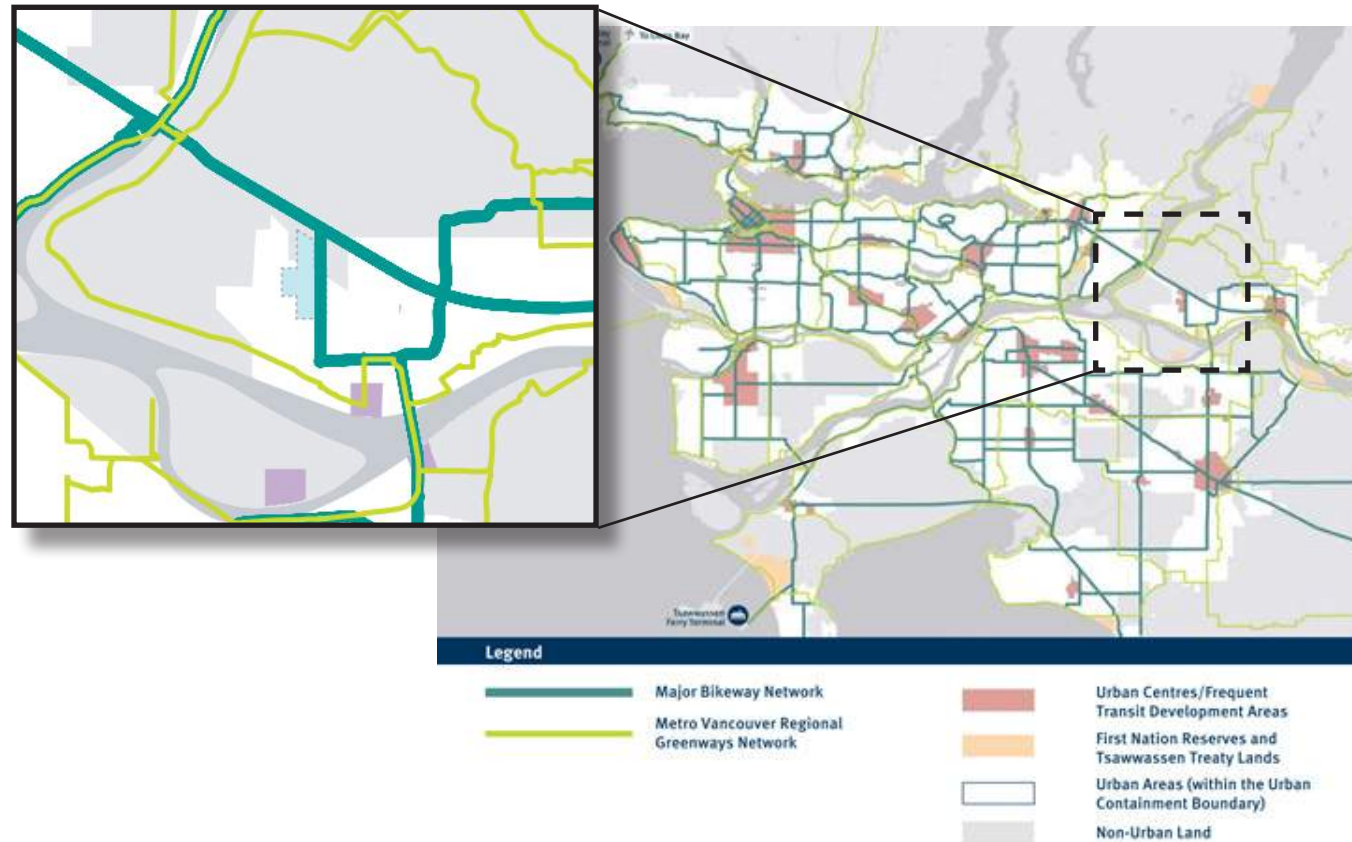 Tsawwassen
Ferry Terminal
Legend
Major Bikeway Network
Metro Vancouver Regional
Greenways Network
Urban Centres/Frequent
Transit Development Areas
First Nation Reserves and
Tsawwassen Treaty Lands
Urban Areas (within the Urban
Containment Boundary)
Non-Urban Land